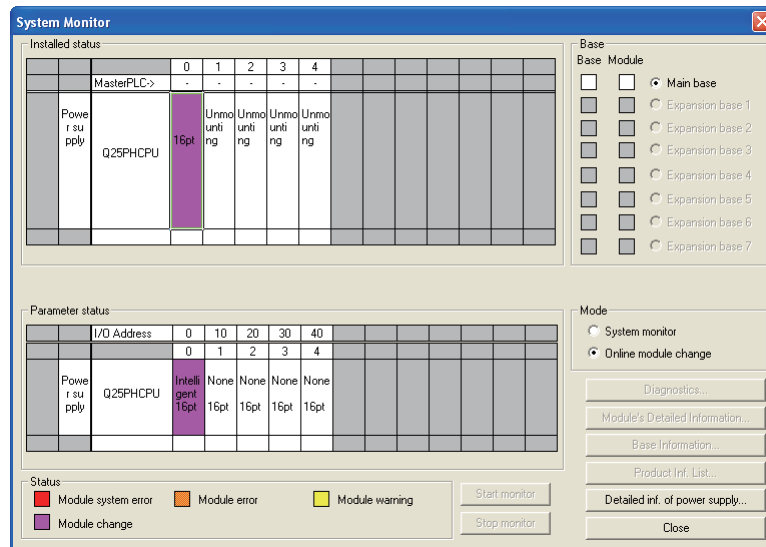 System Monitor
Installed status
0 1 2 3 4
MasterPLC-> - - - - -
Powe
r su
pply
Q25PHCPU
16pt
Unmo
unti
ng
Unmo
unti
ng
Unmo
unti
ng
Unmo
unti
ng
Base
Base Module
Main base
Expansion base 1
Expansion base 2
Expansion base 3
Expansion base 4
Expansion base 5
Expansion base 6
Expansion base 7
Parameter status
I/O Address 0 10 20 30 40
0 1 2 3 4
Powe
r su
pply
Q25PHCPU
Intelli
gent
16pt
None
16pt
None
16pt
None
16pt
None
16pt
Mode
System monitor
Online module change
Diagnostics...
Module's Detailed Information...
Base Information...
Product Inf. List...
Detailed inf. of power supply...
Close
Status
Module system error
Module error
Module warning
Module change
Start monitor
Stop monitor